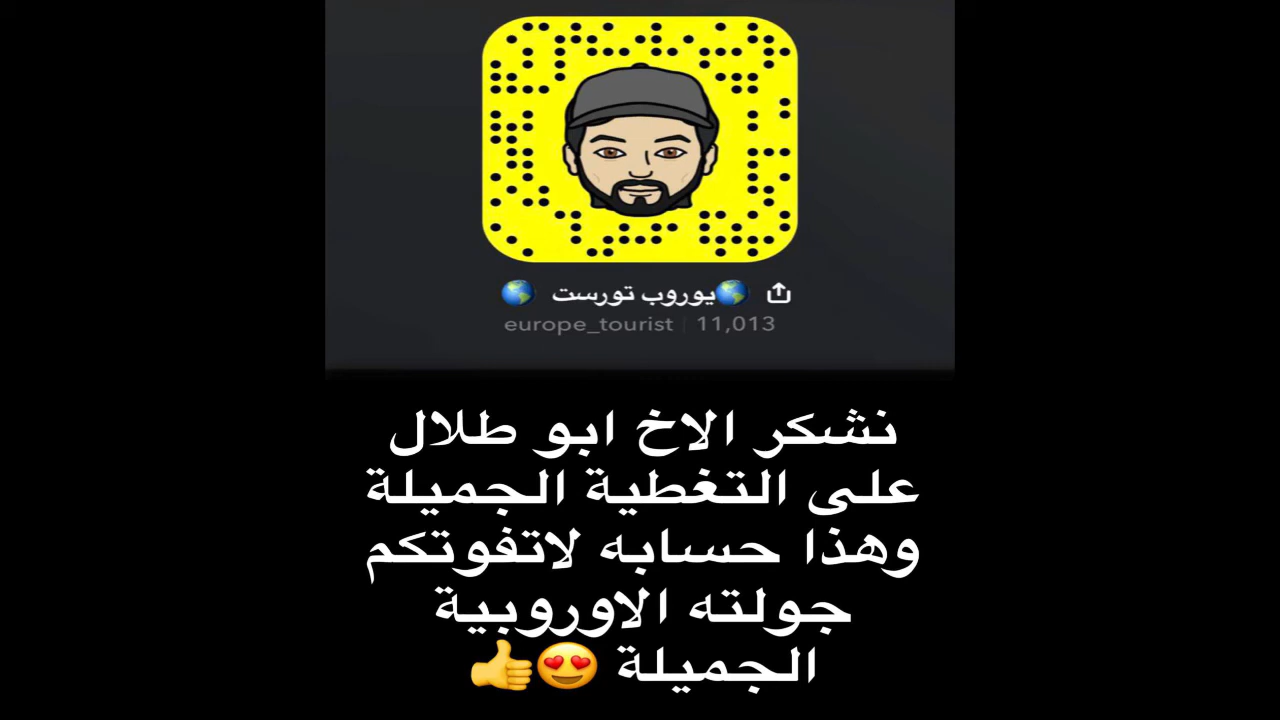 🌎يوروب تورست 🌎
europe_tourist | 11,013
نشكر الاخ ابو طلال
على التغطية الجميلة
وهذا حسابه لاتفوتكم
جولته الاوروبية
الجميلة 😍👍